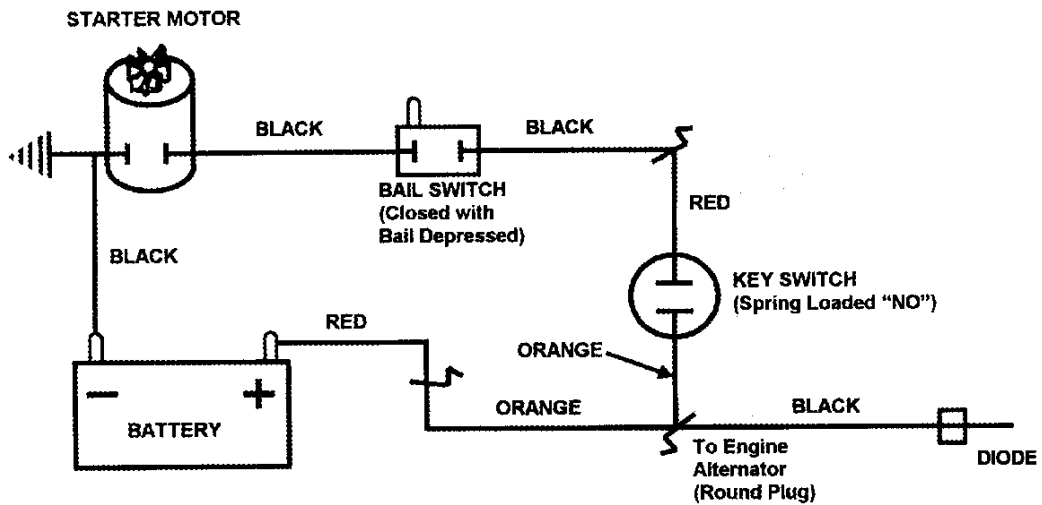 STARTER MOTOR
BLACK
BLACK
BAIL SWITCH
(Closed with
Bail Depressed)
RED
BLACK
KEY SWITCH
(Spring Loaded "NO")
RED
ORANGE
ORANGE
BLACK
BATTERY
To Engine
Alternator
(Round Plug)
DIODE